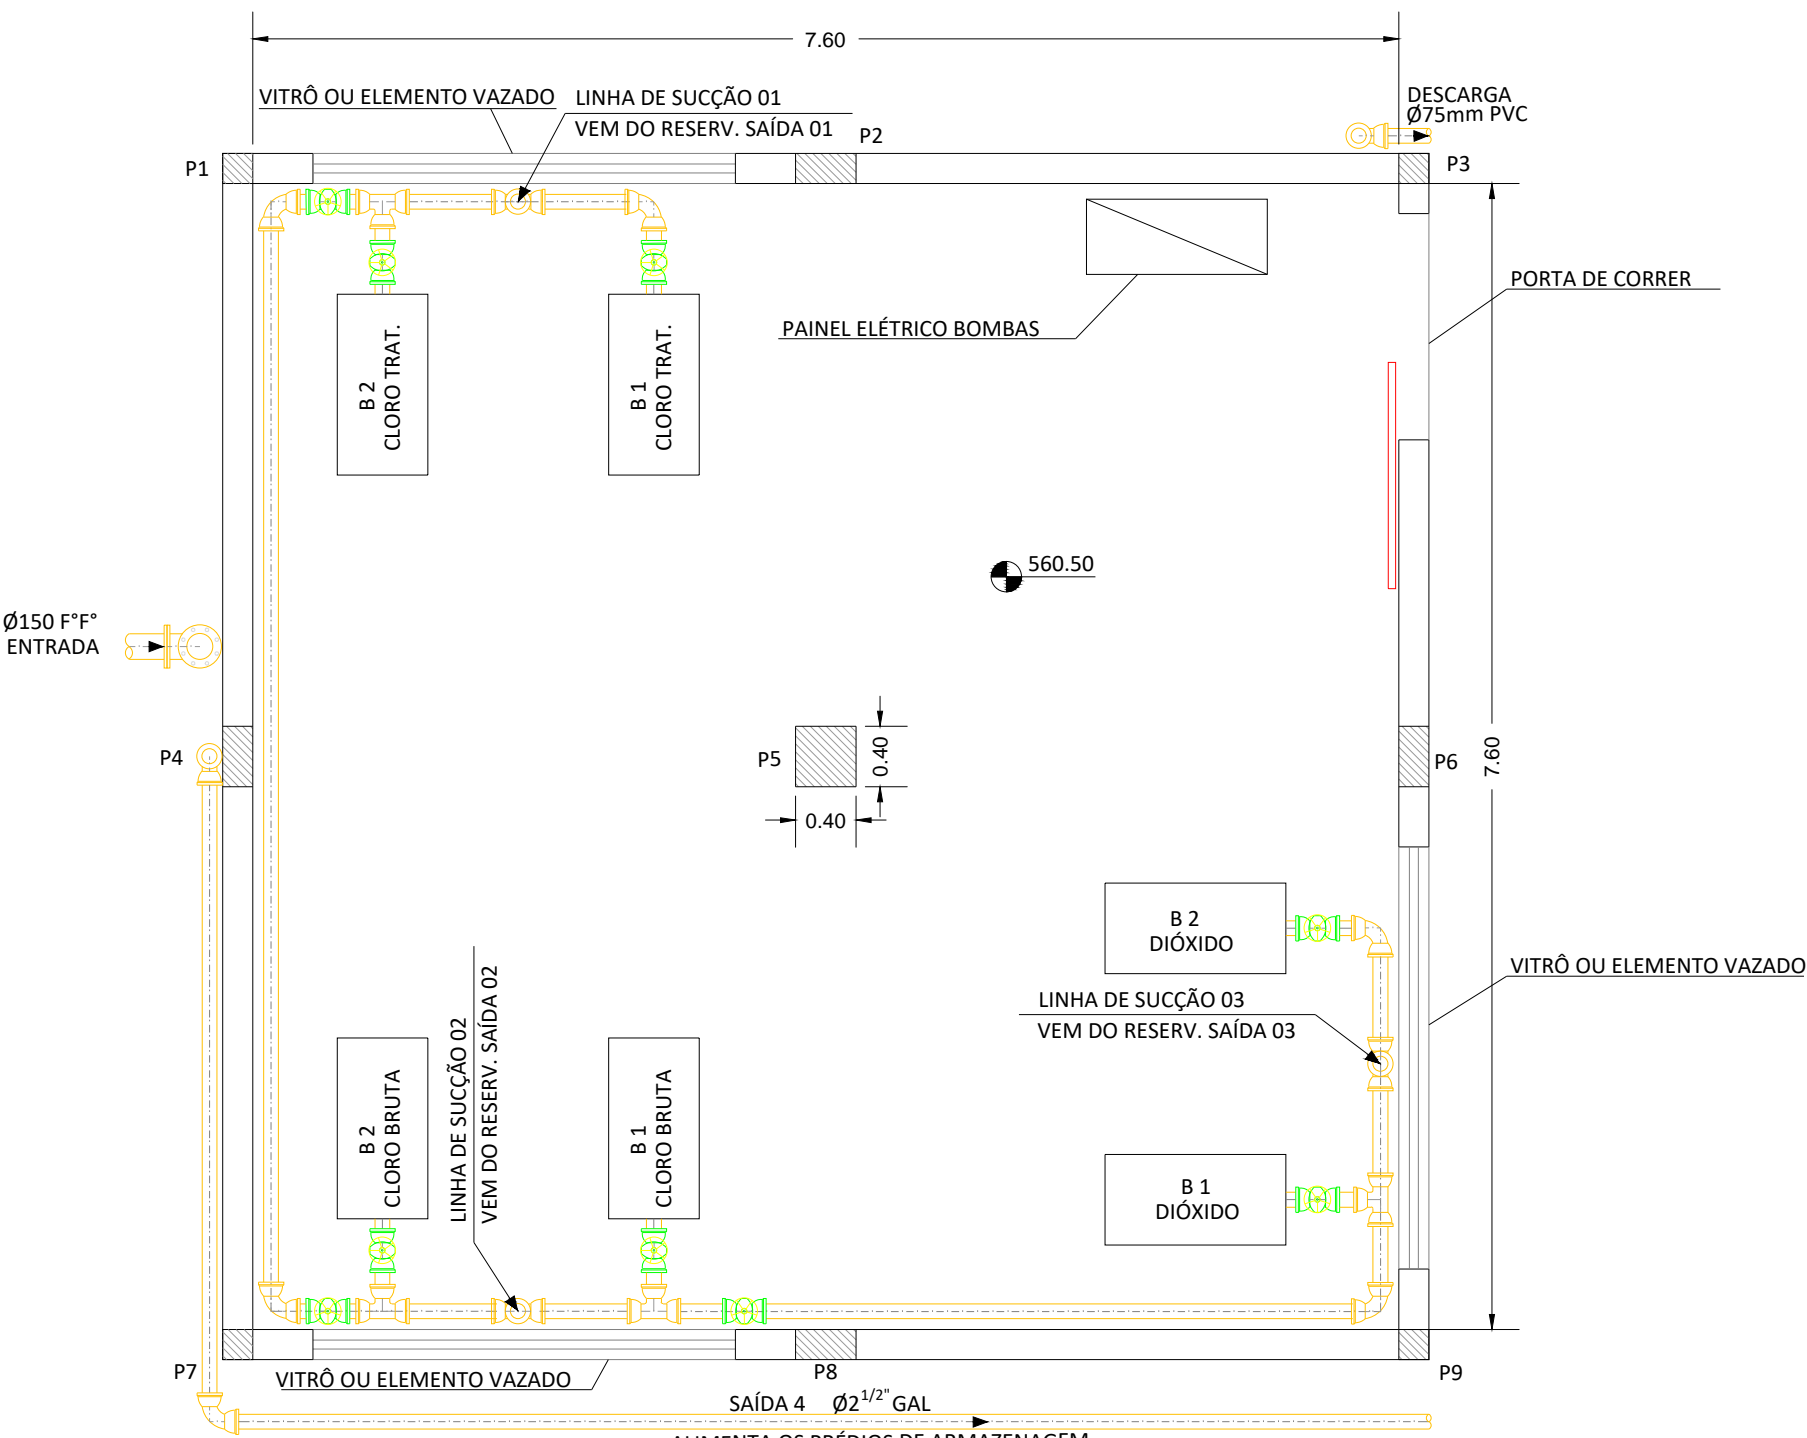 7.60
VITRÔ OU ELEMENTO VAZADO
LINHA DE SUCÇÃO 01
VEM DO RESERV. SAÍDA 01
DESCARGA
Ø75mm PVC
P1
P2
P3
PORTA DE CORRER
PAINEL ELÉTRICO BOMBAS
B 2
CLORO TRAT.
B 1
CLORO TRAT.
560.50
Ø150 F°F°
ENTRADA
P4
P5
0.40
0.40
P6
7.60
B 2
DIÓXIDO
VITRÔ OU ELEMENTO VAZADO
LINHA DE SUCÇÃO 03
VEM DO RESERV. SAÍDA 03
LINHA DE SUCÇÃO 02
VEM DO RESERV. SAÍDA 02
B 2
CLORO BRUTA
B 1
CLORO BRUTA
B 1
DIÓXIDO
P7
VITRÔ OU ELEMENTO VAZADO
P8
P9
SAÍDA 4 Ø2 1/2" GAL
OS PRÉDIOS DE ARMAZENAGEM